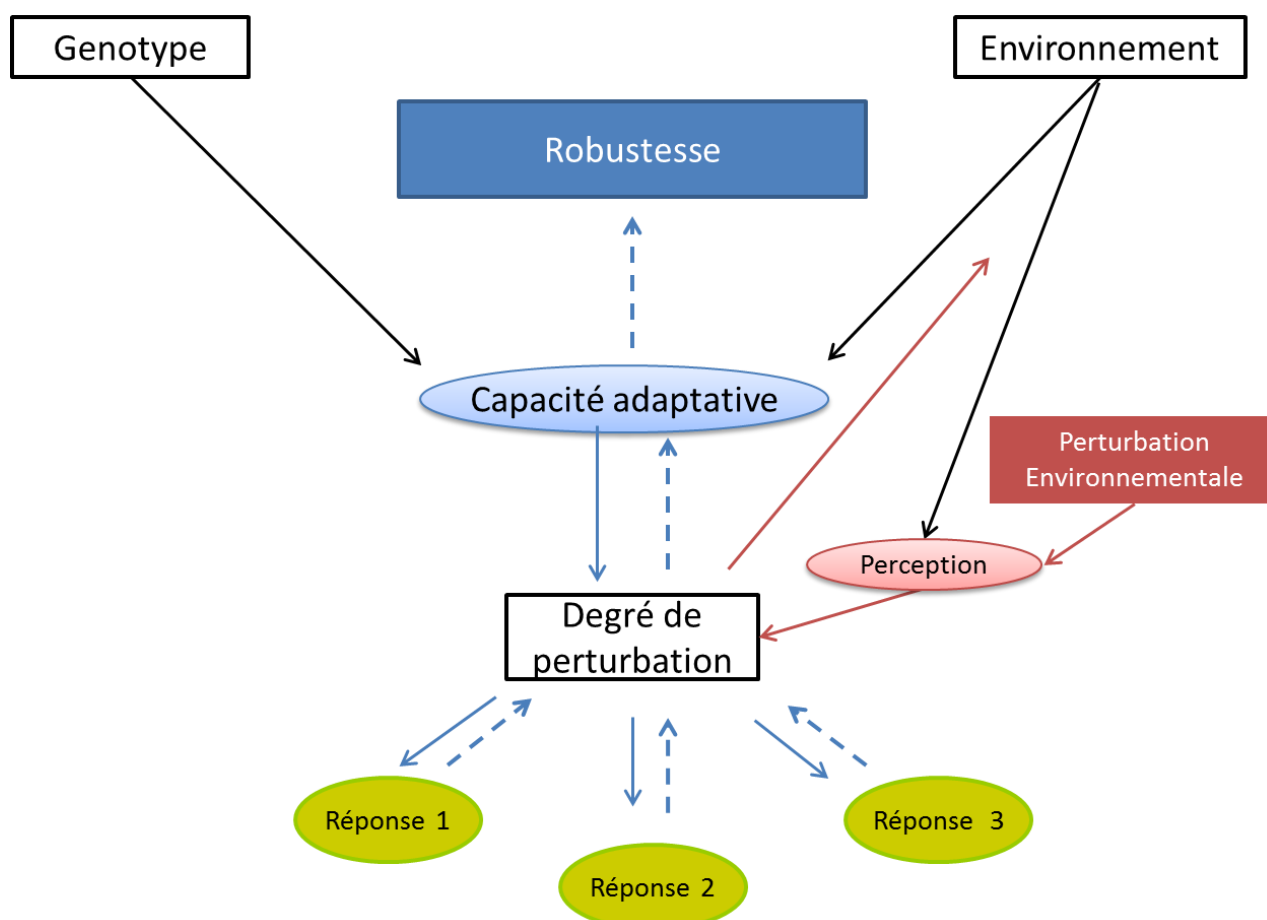 Genotype
Environnement
Robustesse
Capacité adaptative
Perturbation
Environnementale
Perception
Degré de
perturbation
Réponse 1
Réponse 3
Réponse 2